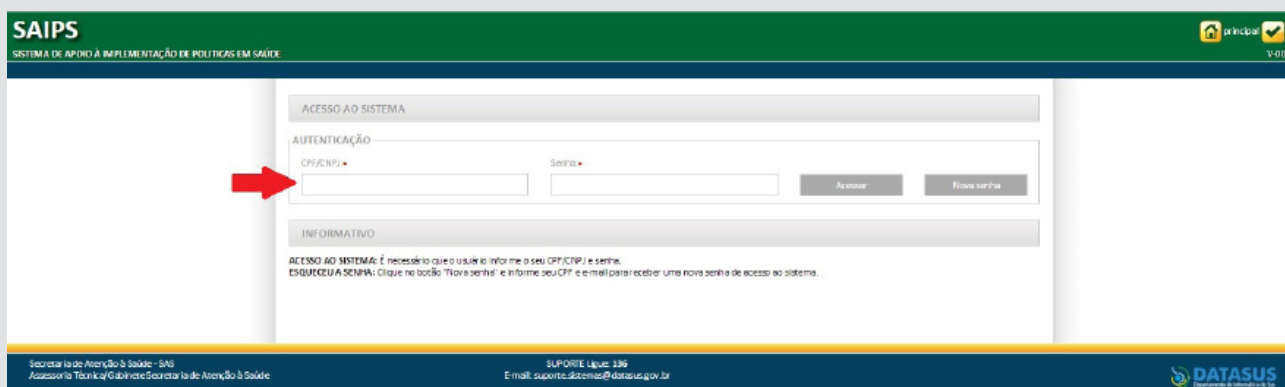 SAIPS
SISTEMA DE APOIO À IMPLEMENTAÇÃO DE POLITICAS EM SAÚDE
principal
V-00
ACESSO AO SISTEMA
AUTENTICAÇÃO
CPF/CNPJ:
Senha:
Acessar
Nova senha
INFORMATIVO
ACESSO AO SISTEMA: É necessário que o usuário informe o seu CPF/CNPJ e senha.
ESQUECEU A SENHA: Clique no botão "Nova senha" e informe seu CPF e e-mail para receber uma nova senha de acesso ao sistema.
Secretaria de Atenção à Saúde - SAS
Assessoria Técnica/Gabinete Secretaria de Atenção à Saúde
SUPORTE Ligue: 136
E-mail: suporte.sistemas@datasus.gov.br
DATASUS